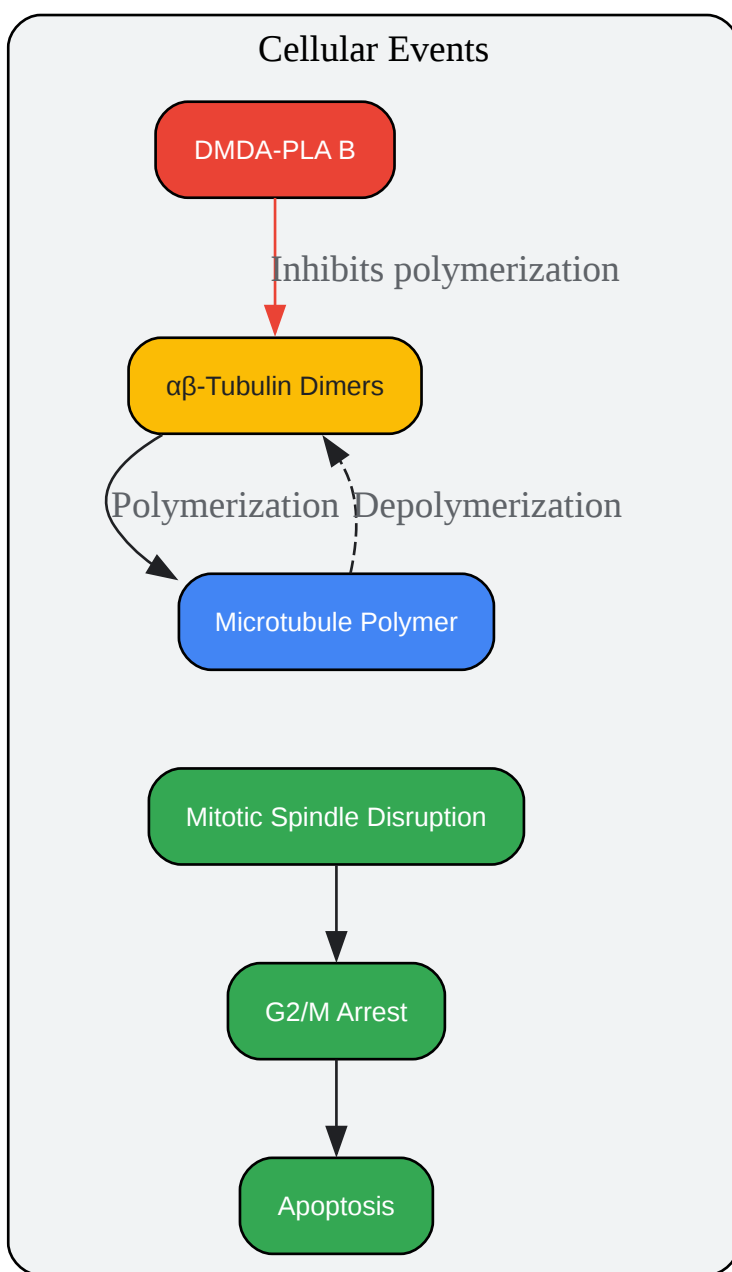 Cellular Events
DMDA-PLA B
Inhibits polymerization
αβ-Tubulin Dimers
Polymerization
Depolymerization
Microtubule Polymer
Mitotic Spindle Disruption
G2/M Arrest
Apoptosis